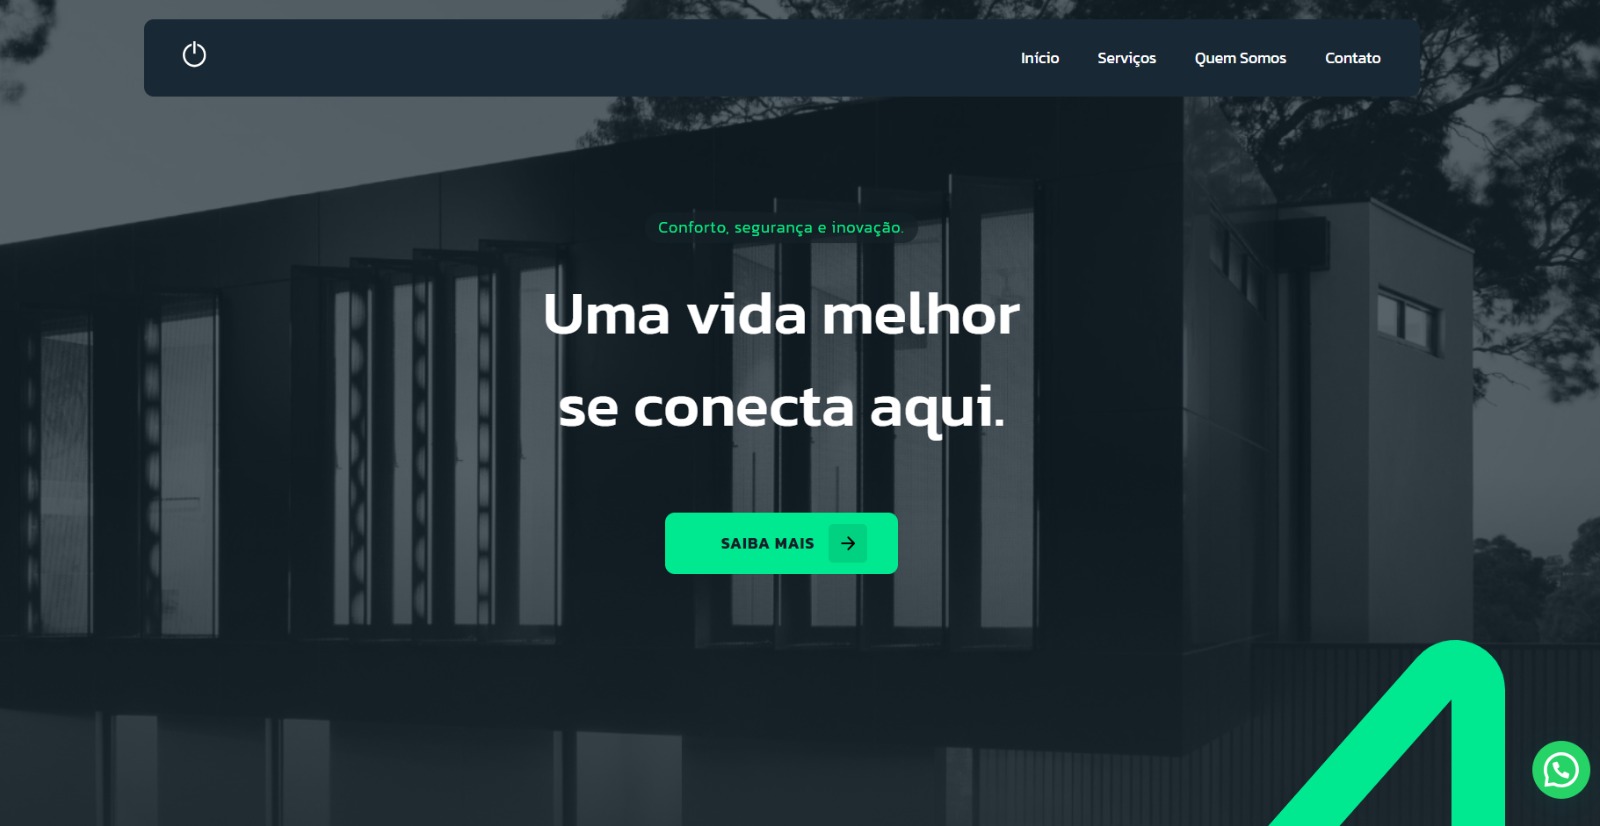 Início
Serviços
Quem Somos
Contato
Conforto, segurança e inovação.
Uma vida melhor
se conecta aqui.
SAIBA MAIS